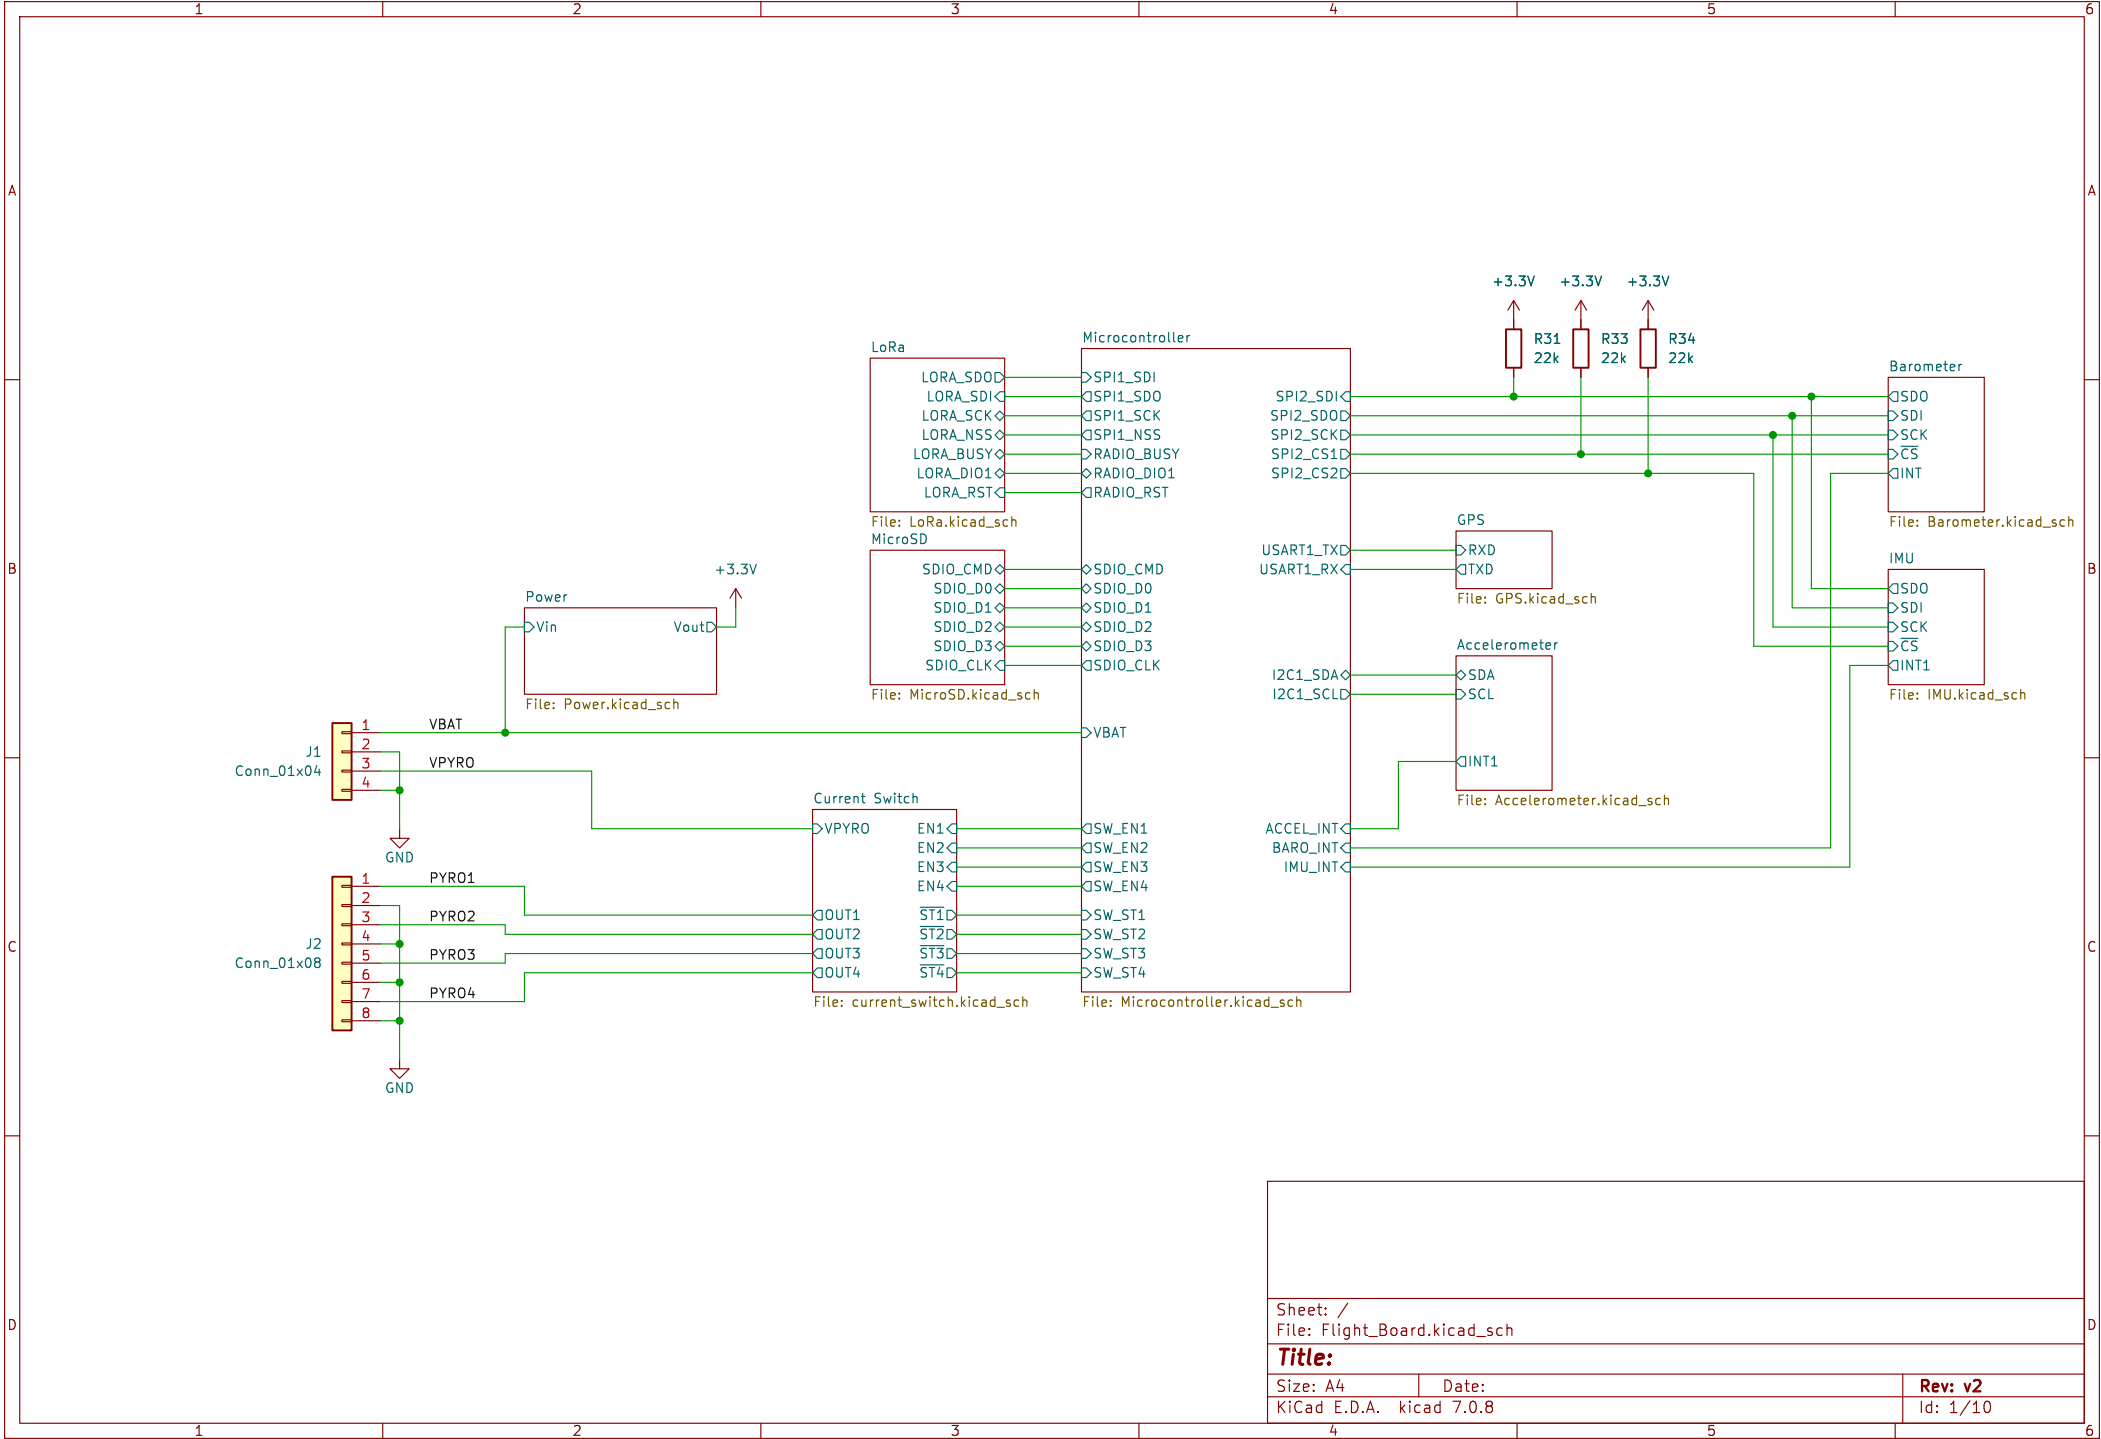 1 2 3 4 5 6
A A
B B
C C
D D
+3.3V +3.3V +3.3V
R31
22k
R33
22k
R34
22k
LoRa
LORA_SDO
LORA_SDI
LORA_SCK
LORA_NSS
LORA_BUSY
LORA_DIO1
LORA_RST
File: LoRa.kicad_sch
MicroSD
SDIO_CMD
SDIO_D0
SDIO_D1
SDIO_D2
SDIO_D3
SDIO_CLK
File: MicroSD.kicad_sch
Microcontroller
SPI1_SDI
SPI1_SDO
SPI1_SCK
SPI1_NSS
RADIO_BUSY
RADIO_DIO1
RADIO_RST
SDIO_CMD
SDIO_D0
SDIO_D1
SDIO_D2
SDIO_D3
SDIO_CLK
VBAT
SW_EN1
SW_EN2
SW_EN3
SW_EN4
SW_ST1
SW_ST2
SW_ST3
SW_ST4
SPI2_SDI
SPI2_SDO
SPI2_SCK
SPI2_CS1
SPI2_CS2
USART1_TX
USART1_RX
I2C1_SDA
I2C1_SCL
ACCEL_INT
BARO_INT
IMU_INT
File: Microcontroller.kicad_sch
Barometer
SDO
SDI
SCK
CS
INT
File: Barometer.kicad_sch
IMU
SDO
SDI
SCK
CS
INT1
File: IMU.kicad_sch
GPS
RXD
TXD
File: GPS.kicad_sch
Accelerometer
SDA
SCL
INT1
File: Accelerometer.kicad_sch
+3.3V
Power
Vin Vout
File: Power.kicad_sch
J1
Conn_01x04
1
2
3
4
VBAT
VPYRO
GND
Current Switch
VPYRO
OUT1
OUT2
OUT3
OUT4
EN1
EN2
EN3
EN4
ST1
ST2
ST3
ST4
File: current_switch.kicad_sch
J2
Conn_01x08
1
2
3
4
5
6
7
8
PYRO1
PYRO2
PYRO3
PYRO4
GND
Sheet: /
File: Flight_Board.kicad_sch
Title:
Size: A4 Date: Rev: v2
KiCad E.D.A. kicad 7.0.8 Id: 1/10
1 2 3 4 5 6